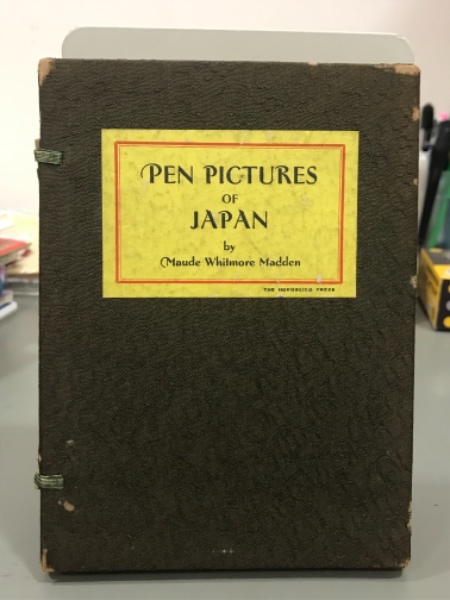 PEN PICTURES
OF
JAPAN
by
Maude Whitmore Madden
THE HOKUSEIDO PRESS